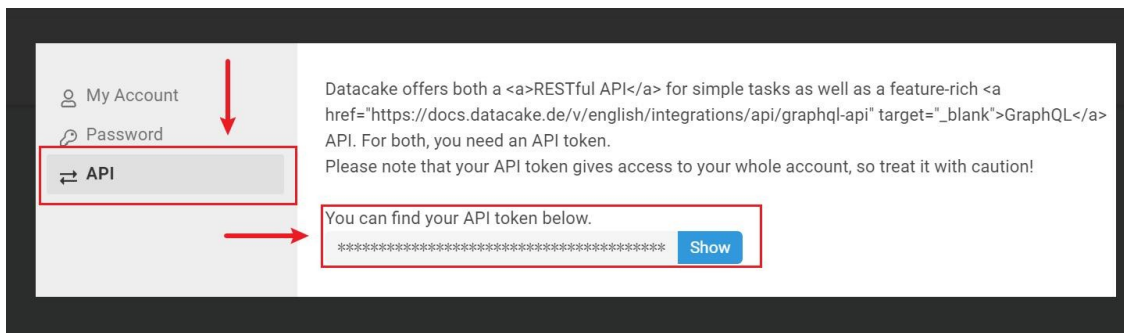 My Account
Password
API
Datacake offers both a <a>RESTful API</a> for simple tasks as well as a feature-rich <a
href="https://docs.datacake.de/v/english/integrations/api/graphql-api" target="_blank">GraphQL</a>
API. For both, you need an API token.
Please note that your API token gives access to your whole account, so treat it with caution!
You can find your API token below.
**************************************** Show